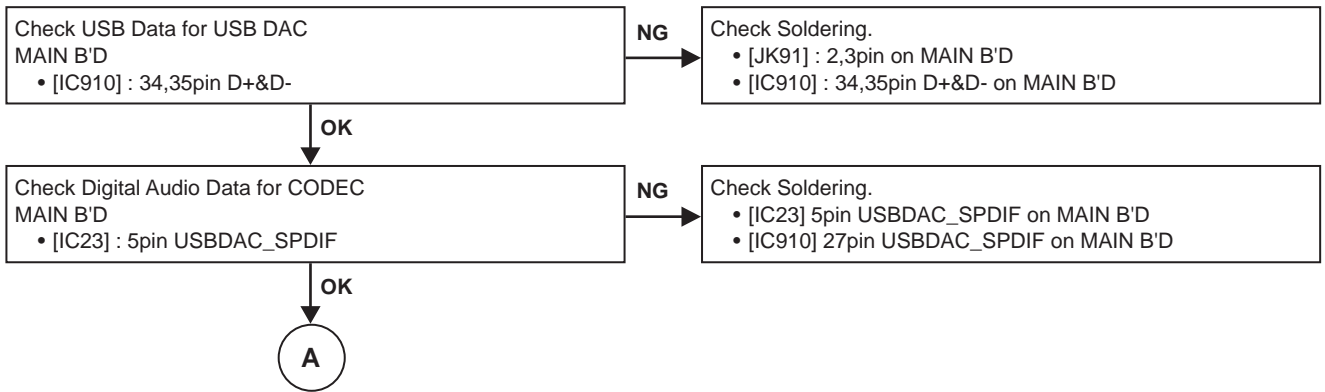 Check USB Data for USB DAC
MAIN B'D
• [IC910] : 34,35pin D+&D-
NG
Check Soldering.
• [JK91] : 2,3pin on MAIN B'D
• [IC910] : 34,35pin D+&D- on MAIN B'D
OK
Check Digital Audio Data for CODEC
MAIN B'D
• [IC23] : 5pin USBDAC_SPDIF
NG
Check Soldering.
• [IC23] 5pin USBDAC_SPDIF on MAIN B'D
• [IC910] 27pin USBDAC_SPDIF on MAIN B'D
OK
A